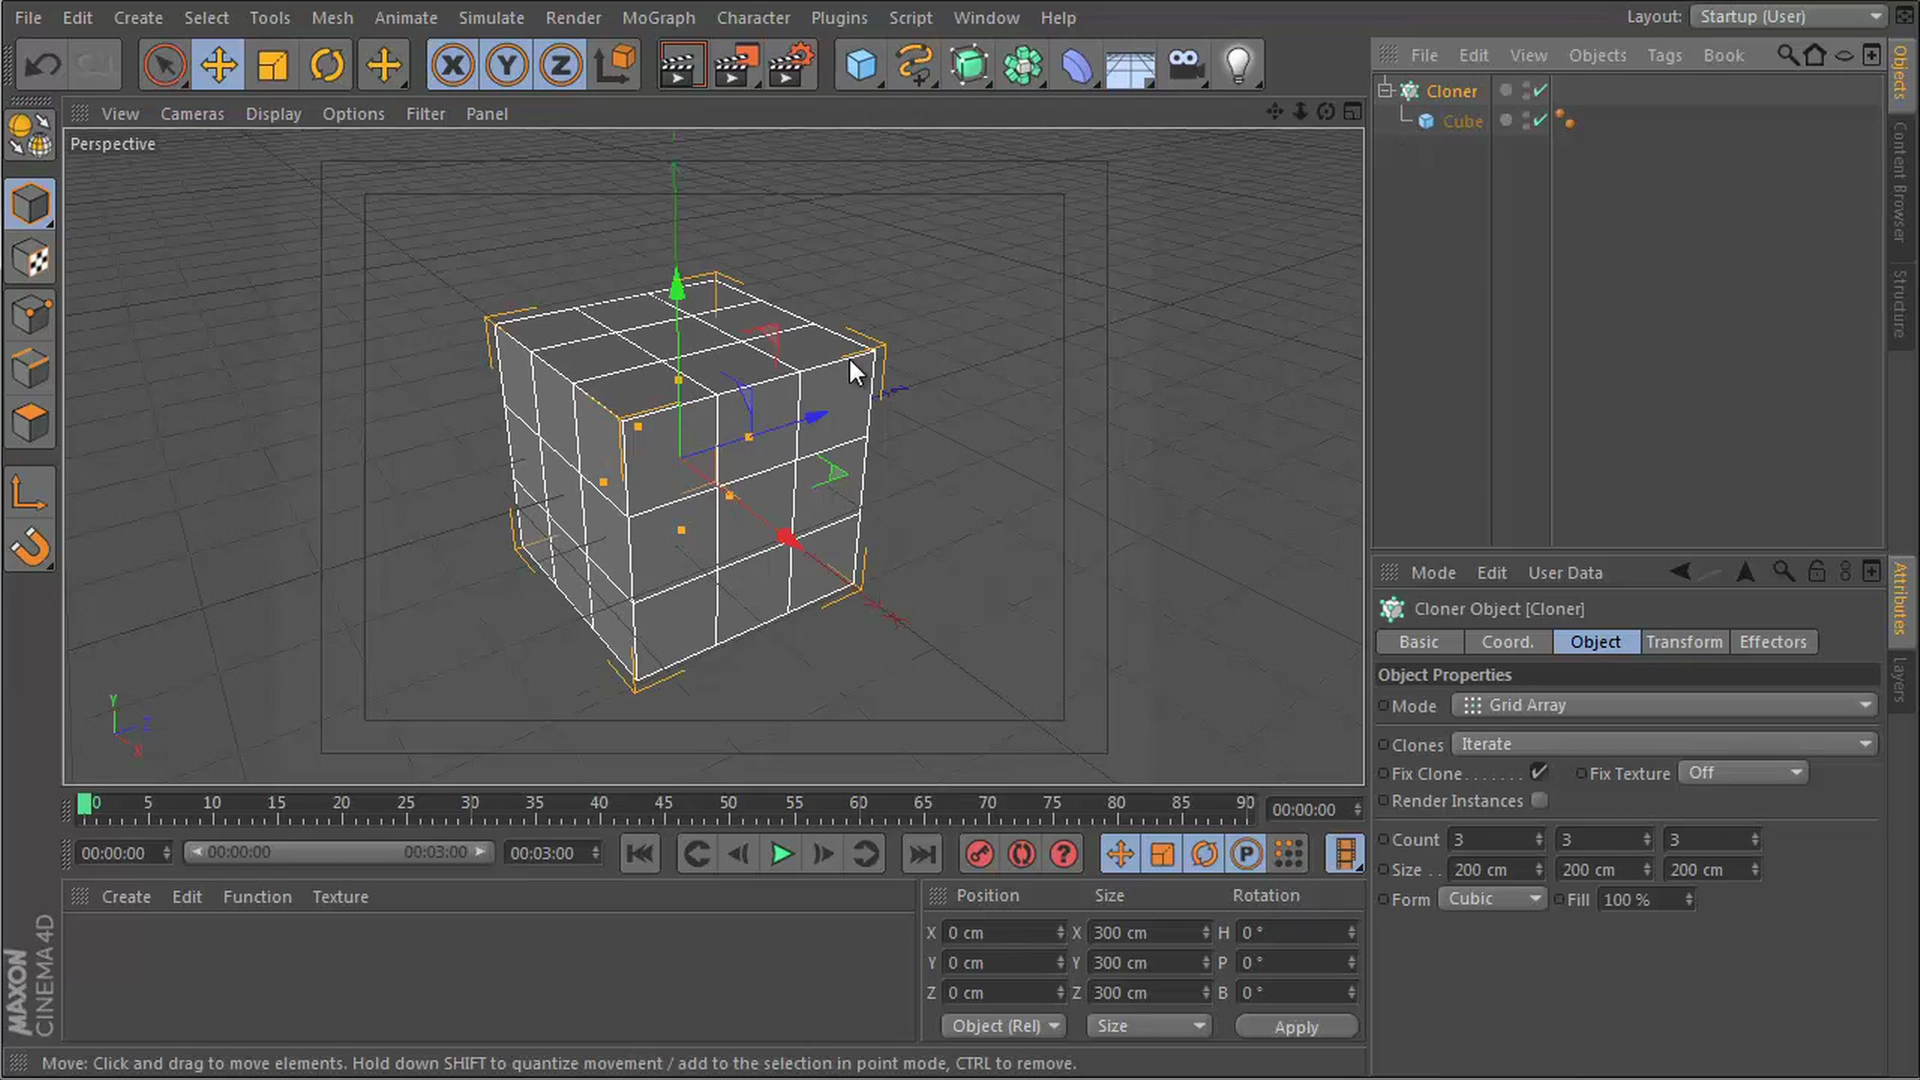 File Edit Create Select Tools Mesh Animate Simulate Render MoGraph Character Plugins Script Window Help
Layout: Startup (User)
File Edit View Objects Tags Book
View Cameras Display Options Filter Panel
Perspective
Cloner
Cube
Objects
Content Browser
Structure
X Y Z
Y
Z
X
Mode Edit User Data
Attributes
Layers
Cloner Object [Cloner]
Basic Coord. Object Transform Effectors
Object Properties
Mode Grid Array
Clones Iterate
Fix Clone....... Fix Texture Off
Render Instances
Count 3 3 3
Size .. 200 cm 200 cm 200 cm
Form Cubic Fill 100 %
0 5 10 15 20 25 30 35 40 45 50 55 60 65 70 75 80 85 90 00:00:00
00:00:00 00:00:00 00:03:00 00:03:00
P
Create Edit Function Texture
Position Size Rotation
X 0 cm X 300 cm H 0 °
Y 0 cm Y 300 cm P 0 °
Z 0 cm Z 300 cm B 0 °
Object (Rel) Size Apply
MAXON
CINEMA 4D
Move: Click and drag to move elements. Hold down SHIFT to quantize movement / add to the selection in point mode, CTRL to remove.